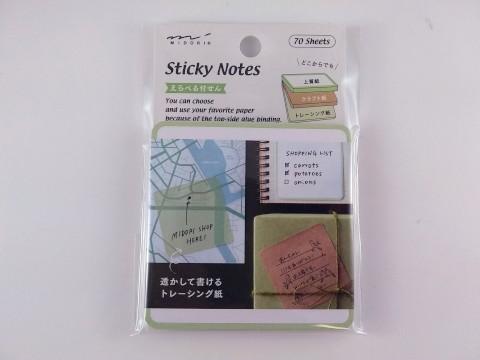 MIDORI
70 Sheets
Sticky Notes
えらべる付せん
You can choose
and use your favorite paper
because of the top-side glue binding.
どこからでも
上質紙
クラフト紙
トレーシング紙
SHOPPING LIST
carrots
potatoes
onions
MIDORI SHOP
HERE!
透かして書ける
トレーシング紙